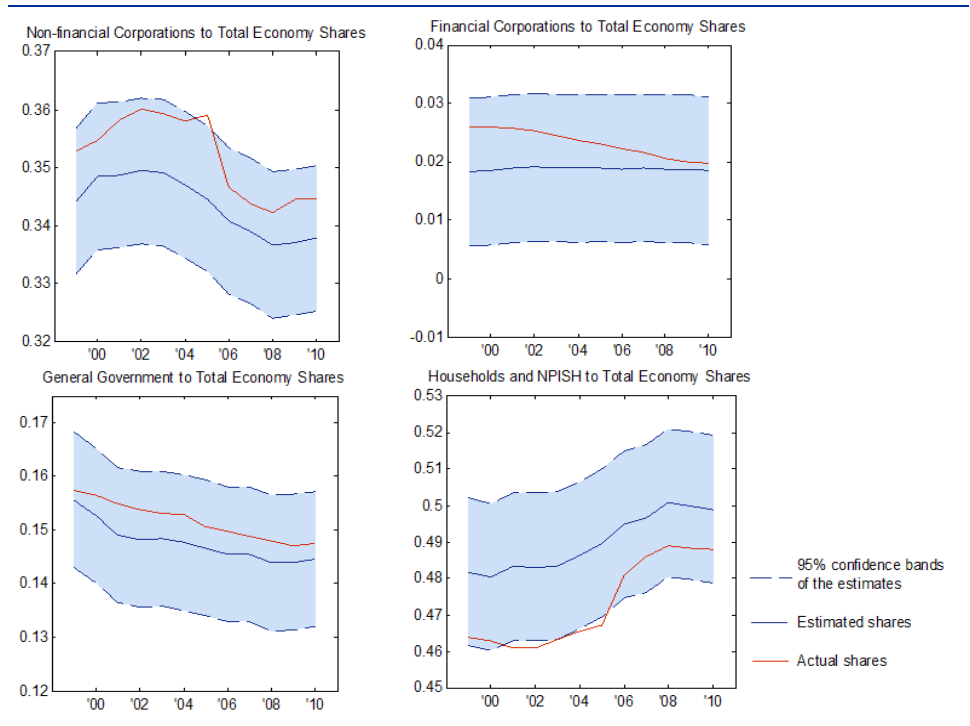 Non-financial Corporations to Total Economy Shares
0.37
0.36
0.35
0.34
0.33
0.32
'00 '02 '04 '06 '08 '10
Financial Corporations to Total Economy Shares
0.04
0.03
0.02
0.01
0
-0.01
'00 '02 '04 '06 '08 '10
General Government to Total Economy Shares
0.17
0.16
0.15
0.14
0.13
0.12
'00 '02 '04 '06 '08 '10
Households and NPISH to Total Economy Shares
0.53
0.52
0.51
0.5
0.49
0.48
0.47
0.46
0.45
'00 '02 '04 '06 '08 '10
95% confidence bands
of the estimates
Estimated shares
Actual shares